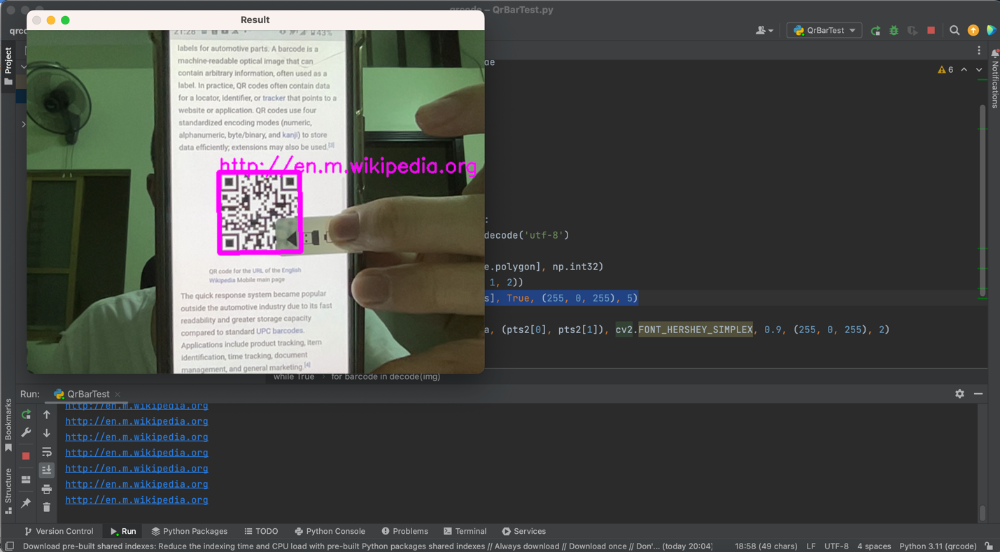 qrcode – QrBarTest.py
Result
qrc
QrBarTest
Project
Notifications
6
21:28
43%
labels for automotive parts. A barcode is a
machine-readable optical image that can
contain arbitrary information, often used as a
label. In practice, QR codes often contain data
for a locator, identifier, or tracker that points to a
website or application. QR codes use four
standardized encoding modes (numeric,
alphanumeric, byte/binary, and kanji) to store
data efficiently; extensions may also be used.[3]
http://en.m.wikipedia.org
QR code for the URL of the English
Wikipedia Mobile main page
The quick response system became popular
outside the automotive industry due to its fast
readability and greater storage capacity
compared to standard UPC barcodes.
Applications include product tracking, item
identification, time tracking, document
management, and general marketing.[4]
de
:
decode('utf-8')
e.polygon], np.int32)
1, 2))
s], True, (255, 0, 255), 5)
a, (pts2[0], pts2[1]), cv2.FONT_HERSHEY_SIMPLEX, 0.9, (255, 0, 255), 2)
while True › for barcode in decode(img)
Run: QrBarTest ×
http://en.m.wikipedia.org
http://en.m.wikipedia.org
http://en.m.wikipedia.org
http://en.m.wikipedia.org
http://en.m.wikipedia.org
http://en.m.wikipedia.org
http://en.m.wikipedia.org
Bookmarks
Structure
Version Control Run Python Packages TODO Python Console Problems Terminal Services
Download pre-built shared indexes: Reduce the indexing time and CPU load with pre-built Python packages shared indexes // Always download // Download once // Don'... (today 20:04) 18:58 (49 chars) LF UTF-8 4 spaces Python 3.11 (qrcode)